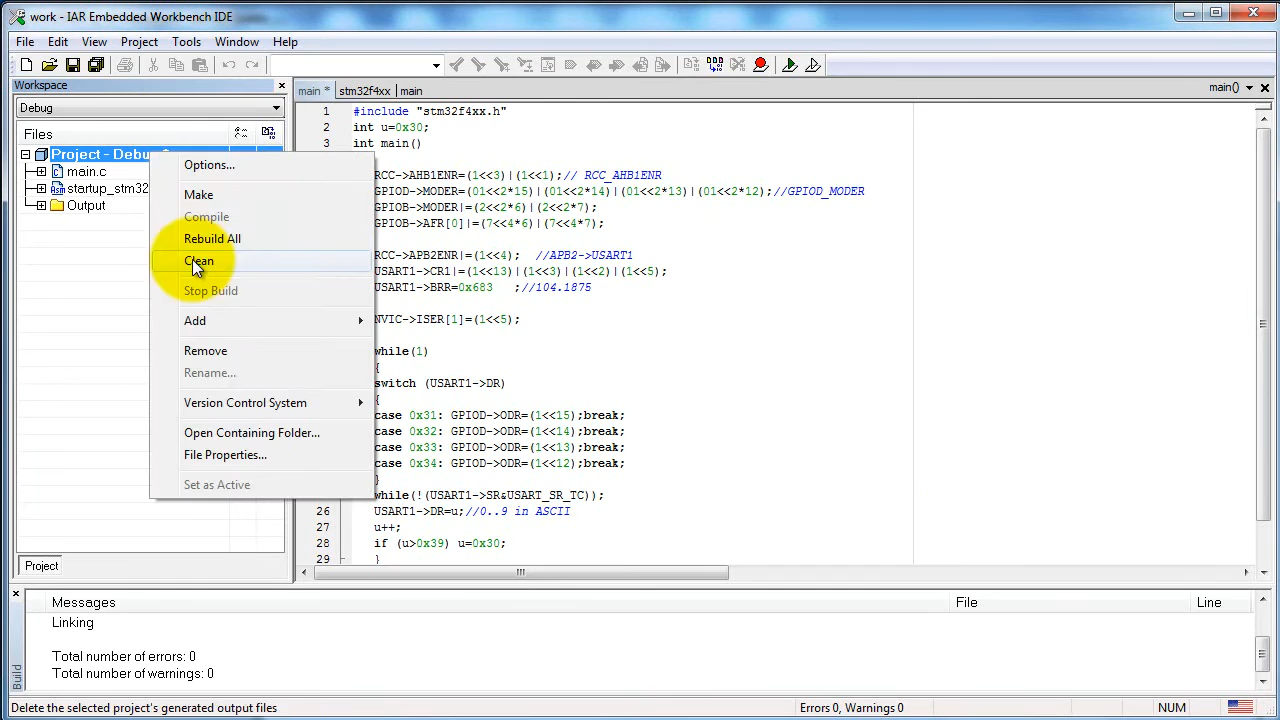 work - IAR Embedded Workbench IDE
File Edit View Project Tools Window Help
Workspace
Debug
Files
Project - Debu
main.c
startup_stm32
Output
Project
Options...
Make
Compile
Rebuild All
Clean
Stop Build
Add
Remove
Rename...
Version Control System
Open Containing Folder...
File Properties...
Set as Active
main * stm32f4xx main
main()
1 #include "stm32f4xx.h"
2 int u=0x30;
3 int main()
RCC->AHB1ENR=(1<<3)|(1<<1);// RCC_AHB1ENR
GPIOD->MODER=(01<<2*15)|(01<<2*14)|(01<<2*13)|(01<<2*12);//GPIOD_MODER
GPIOB->MODER|=(2<<2*6)|(2<<2*7);
GPIOB->AFR[0]=(7<<4*6)|(7<<4*7);
RCC->APB2ENR|=(1<<4); //APB2->USART1
USART1->CR1|=(1<<13)|(1<<3)|(1<<2)|(1<<5);
USART1->BRR=0x683 ;//104.1875
NVIC->ISER[1]=(1<<5);
while(1)
{
switch (USART1->DR)
{
case 0x31: GPIOD->ODR=(1<<15);break;
case 0x32: GPIOD->ODR=(1<<14);break;
case 0x33: GPIOD->ODR=(1<<13);break;
case 0x34: GPIOD->ODR=(1<<12);break;
}
while(!(USART1->SR&USART_SR_TC));
26 USART1->DR=u;//0..9 in ASCII
27 u++;
28 if (u>0x39) u=0x30;
29 }
Messages File Line
Linking
Total number of errors: 0
Total number of warnings: 0
Build
Delete the selected project's generated output files Errors 0, Warnings 0 NUM